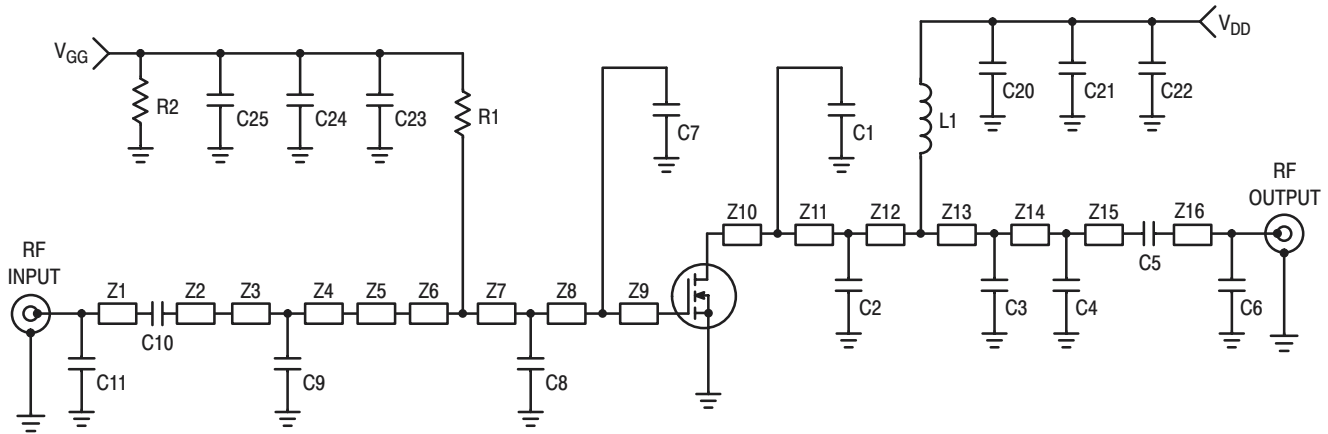 VGG
R2
C25
C24
C23
R1
C7
C1
L1
C20
C21
C22
VDD
RF
INPUT
C11
Z1
C10
Z2
Z3
C9
Z4
Z5
Z6
Z7
C8
Z8
Z9
Z10
Z11
C2
Z12
Z13
C3
Z14
C4
Z15
C5
Z16
C6
RF
OUTPUT